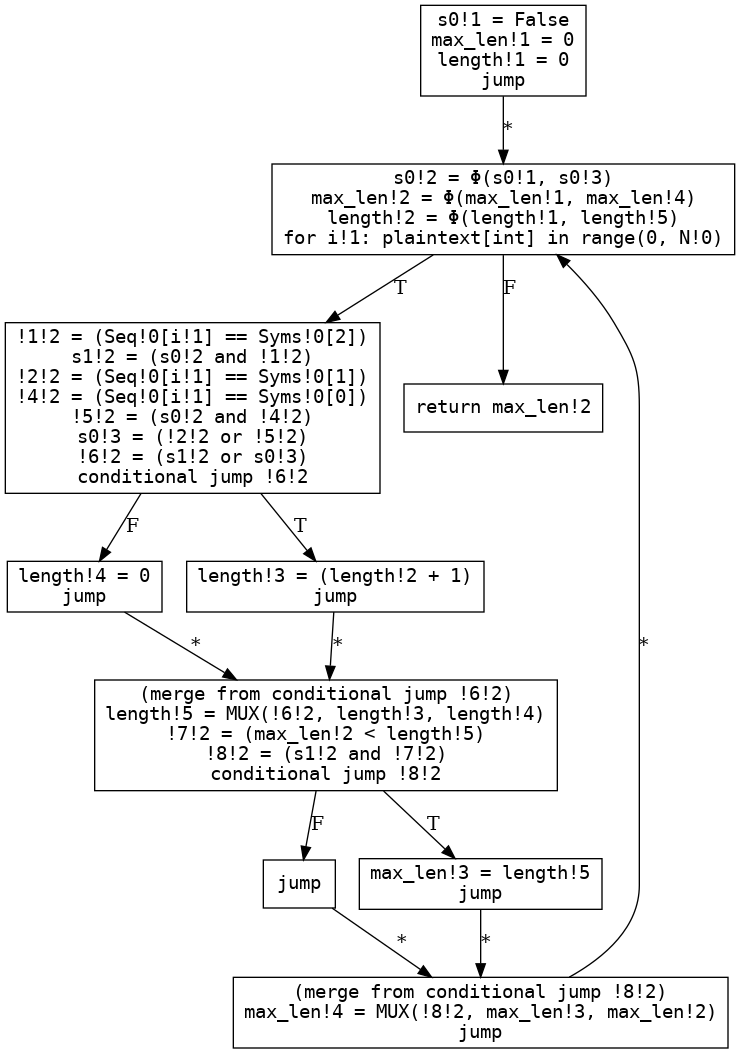 s0!1 = False
max_len!1 = 0
length!1 = 0
jump
*
s0!2 = Φ(s0!1, s0!3)
max_len!2 = Φ(max_len!1, max_len!4)
length!2 = Φ(length!1, length!5)
for i!1: plaintext[int] in range(0, N!0)
T
F
!1!2 = (Seq!0[i!1] == Syms!0[2])
s1!2 = (s0!2 and !1!2)
!2!2 = (Seq!0[i!1] == Syms!0[1])
!4!2 = (Seq!0[i!1] == Syms!0[0])
!5!2 = (s0!2 and !4!2)
s0!3 = (!2!2 or !5!2)
!6!2 = (s1!2 or s0!3)
conditional jump !6!2
return max_len!2
F
T
length!4 = 0
jump
length!3 = (length!2 + 1)
jump
*
*
*
(merge from conditional jump !6!2)
length!5 = MUX(!6!2, length!3, length!4)
!7!2 = (max_len!2 < length!5)
!8!2 = (s1!2 and !7!2)
conditional jump !8!2
F
T
jump
max_len!3 = length!5
jump
*
*
(merge from conditional jump !8!2)
max_len!4 = MUX(!8!2, max_len!3, max_len!2)
jump